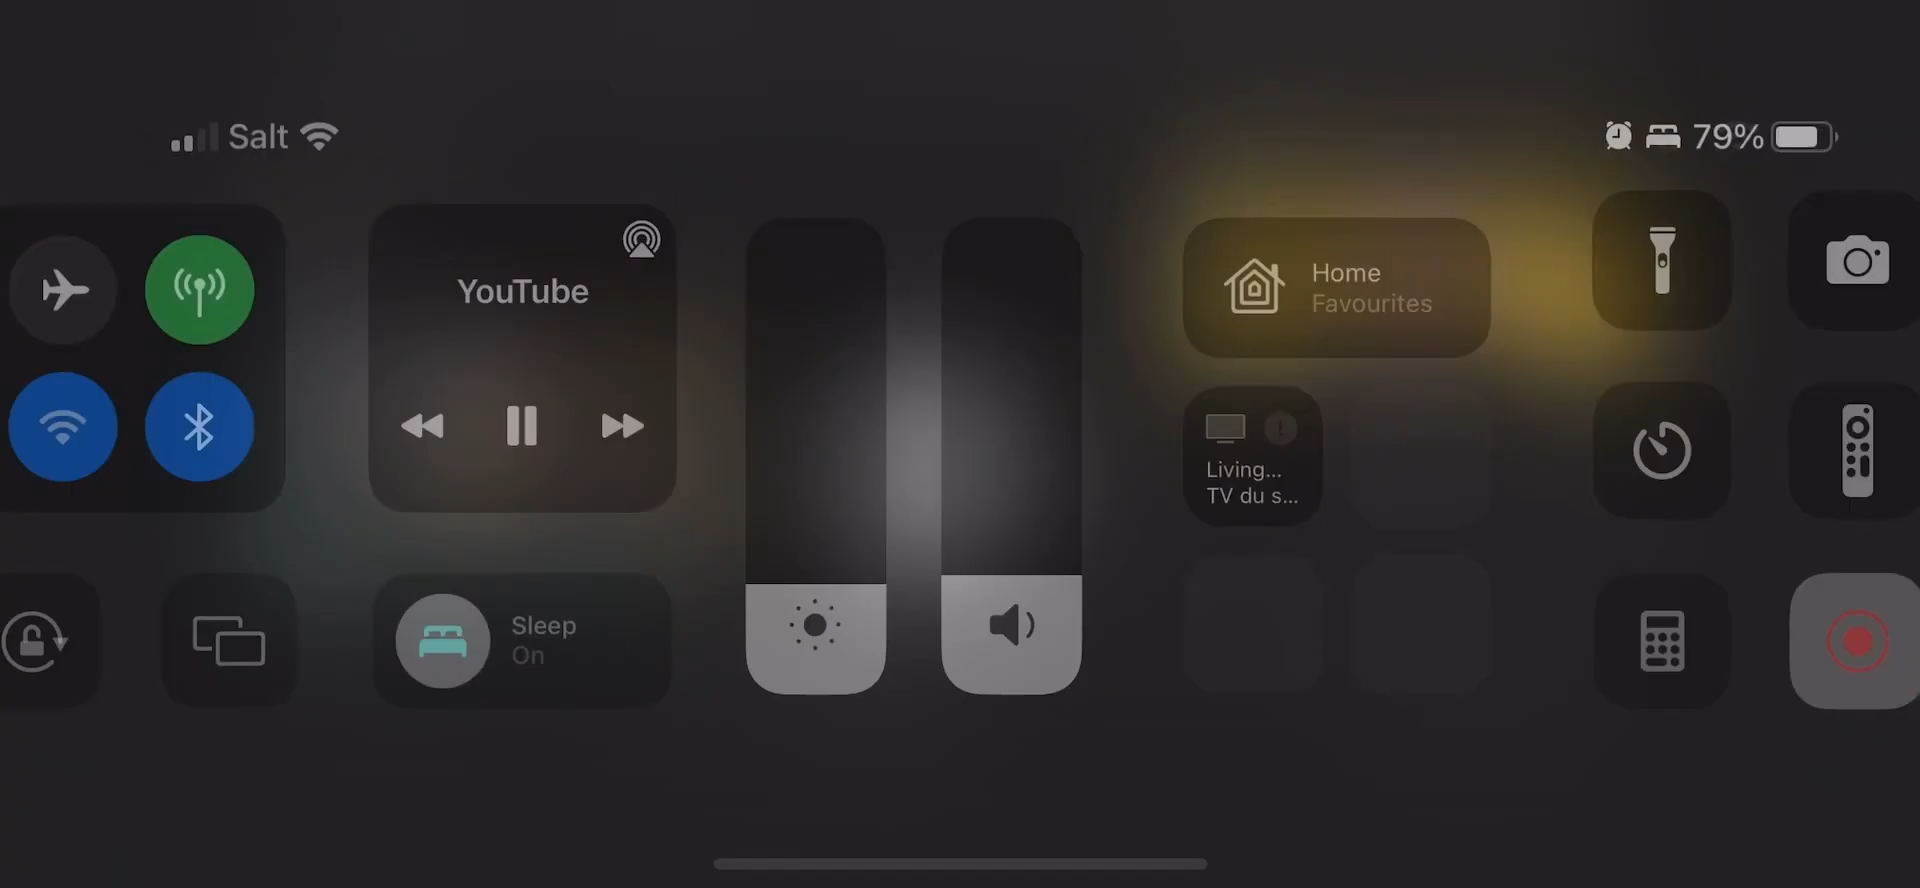 Salt
79%
YouTube
Home
Favourites
Living...
TV du s...
Sleep
On